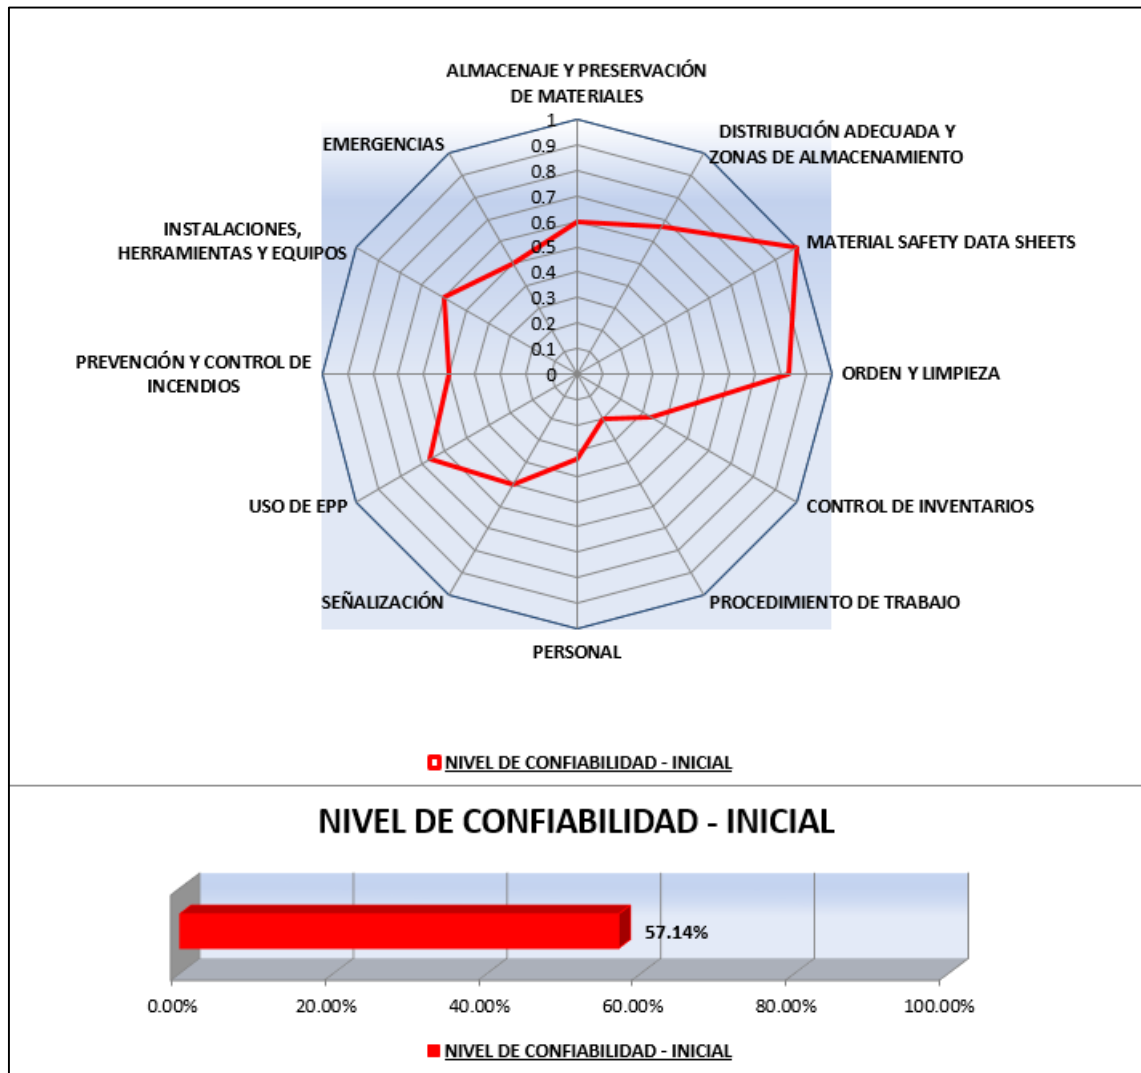 ALMACENAJE Y PRESERVACIÓN
DE MATERIALES
DISTRIBUCIÓN ADECUADA Y
ZONAS DE ALMACENAMIENTO
MATERIAL SAFETY DATA SHEETS
ORDEN Y LIMPIEZA
CONTROL DE INVENTARIOS
PROCEDIMIENTO DE TRABAJO
PERSONAL
SEÑALIZACIÓN
USO DE EPP
PREVENCIÓN Y CONTROL DE
INCENDIOS
INSTALACIONES,
HERRAMIENTAS Y EQUIPOS
EMERGENCIAS
1
0.9
0.8
0.7
0.6
0.5
0.4
0.3
0.2
0.1
0
NIVEL DE CONFIABILIDAD - INICIAL
NIVEL DE CONFIABILIDAD - INICIAL
57.14%
0.00% 20.00% 40.00% 60.00% 80.00% 100.00%
NIVEL DE CONFIABILIDAD - INICIAL